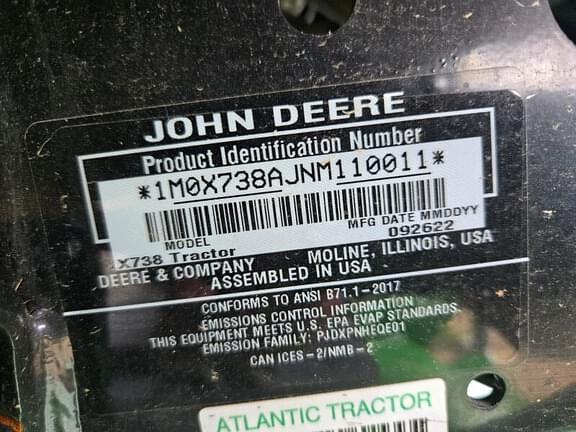 JOHN DEERE
Product Identification Number
*1M0X738AJNM110011*
MODEL
MFG DATE MMDDYY
X738 Tractor
092622
DEERE & COMPANY
MOLINE, ILLINOIS, USA
ASSEMBLED IN USA
CONFORMS TO ANSI B71.1-2017
EMISSIONS CONTROL INFORMATION
THIS EQUIPMENT MEETS U.S. EPA EVAP STANDARDS.
EMISSION FAMILY: PJDXPNHEQE01
CAN ICES-2/NMB-2
ATLANTIC TRACTOR